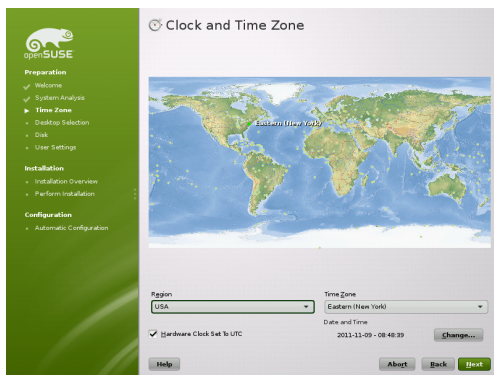 openSUSE
Preparation
Welcome
System Analysis
Time Zone
Desktop Selection
Disk
User Settings
Installation
Installation Overview
Perform Installation
Configuration
Automatic Configuration
Clock and Time Zone
Eastern (New York)
Region
USA
Time Zone
Eastern (New York)
Hardware Clock Set To UTC
Date and Time
2011-11-09 - 08:48:39
Change...
Help
Abort
Back
Next